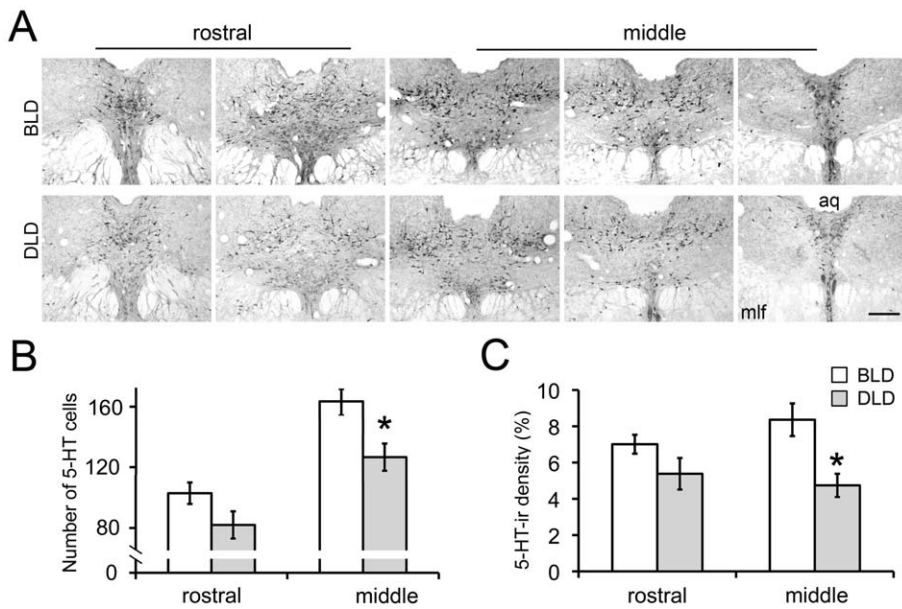 A
rostral
middle
BLD
DLD
aq
mlf
B
Number of 5-HT cells
160
120
80
0
*
rostral
middle
C
5-HT-ir density (%)
10
8
6
4
2
0
BLD
DLD
*
rostral
middle